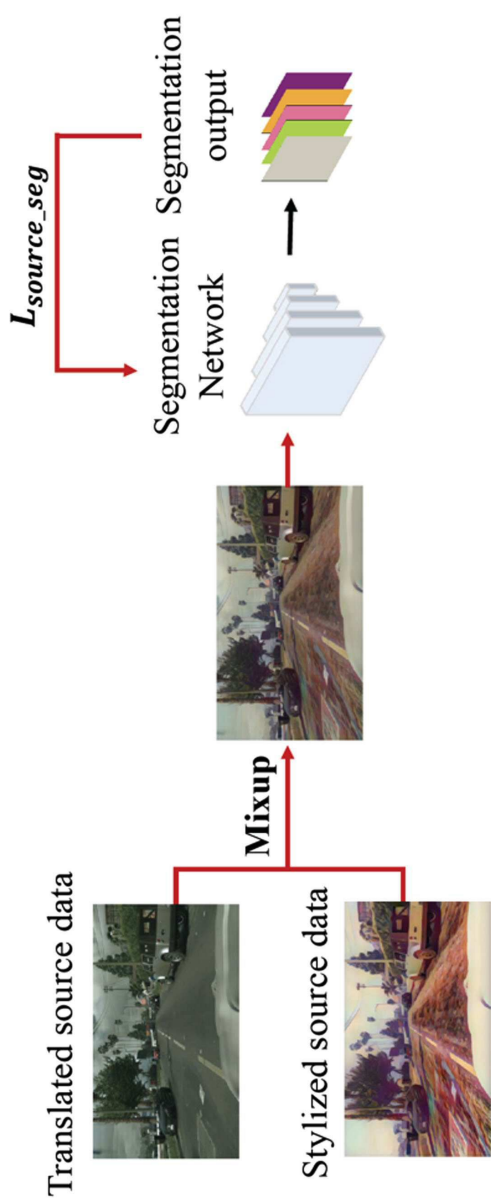 Translated source data
Stylized source data
Mixup
Segmentation
Network
L_source_seg
Segmentation
output